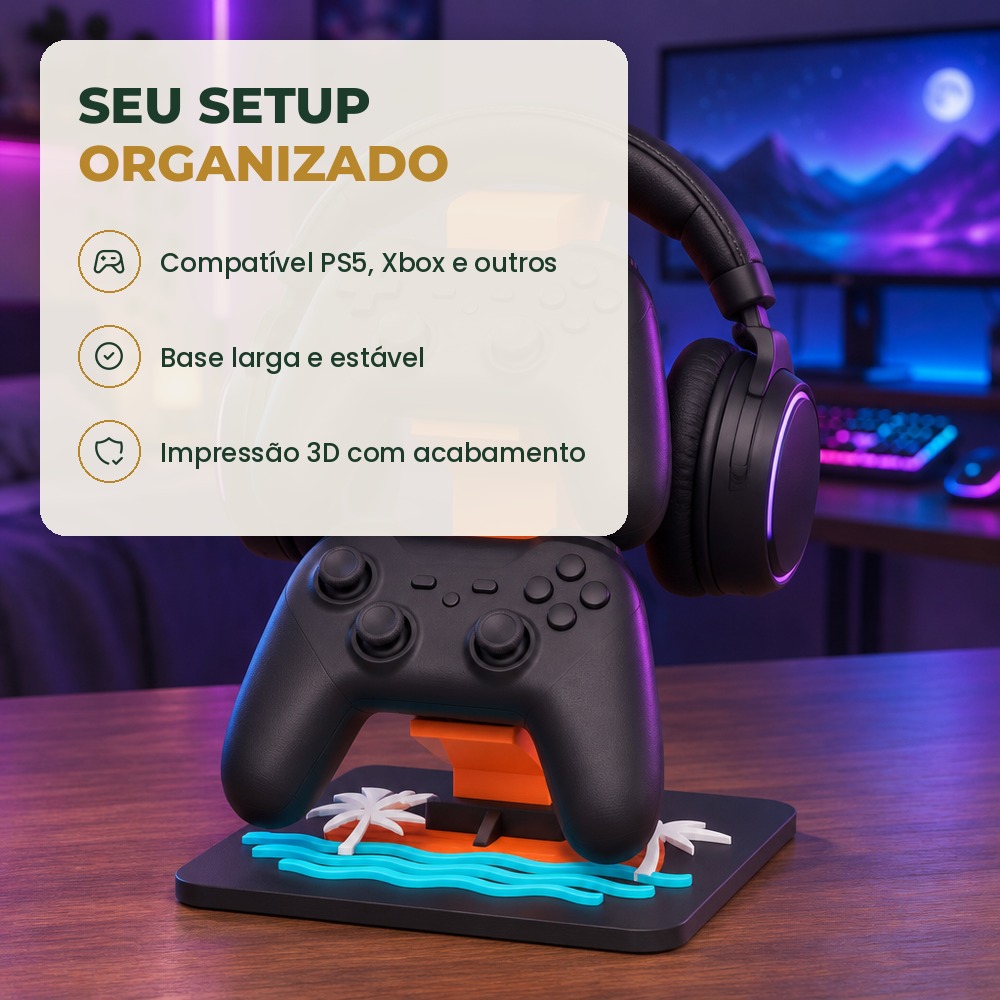 SEU SETUP
ORGANIZADO
Compatível PS5, Xbox e outros
Base larga e estável
Impressão 3D com acabamento